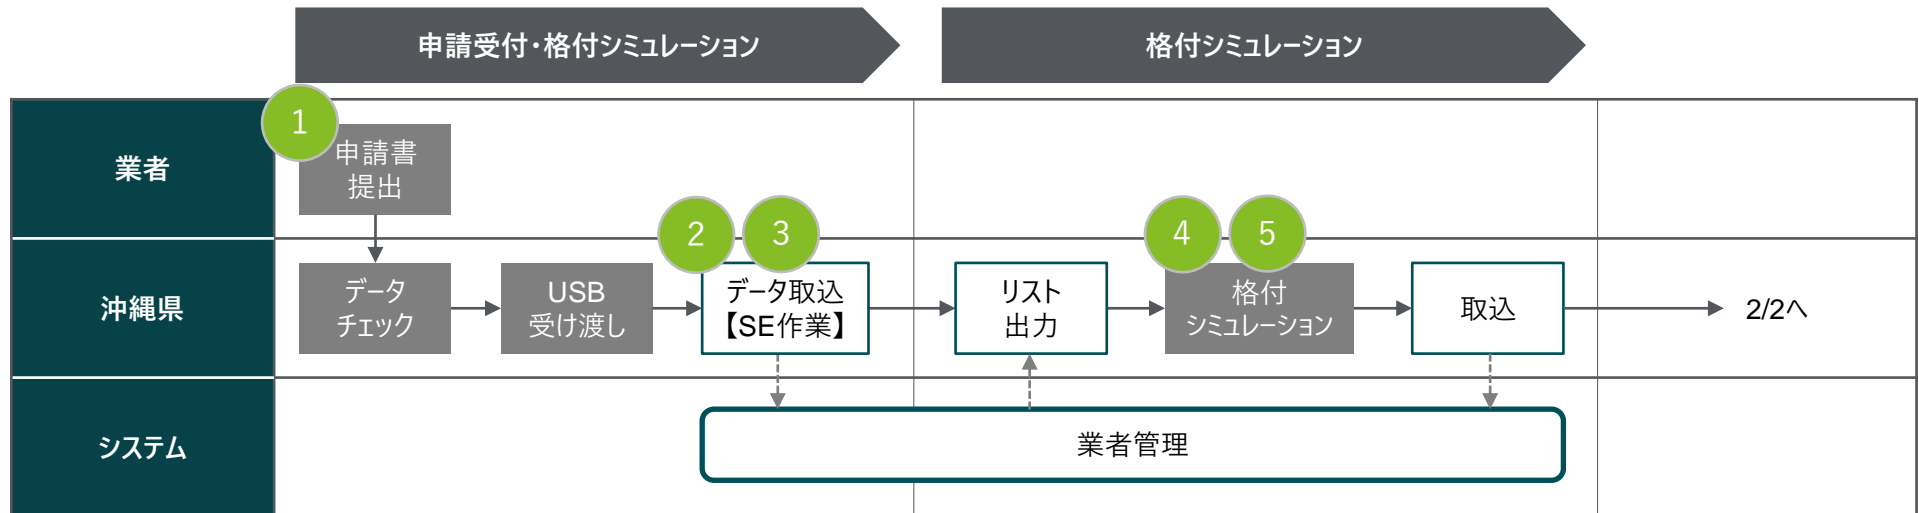 申請受付・格付シミュレーション
格付シミュレーション
業者
1
申請書
提出
沖縄県
データ
チェック
USB
受け渡し
2
3
データ取込
【SE作業】
リスト
出力
4
5
格付
シミュレーション
取込
2/2へ
システム
業者管理